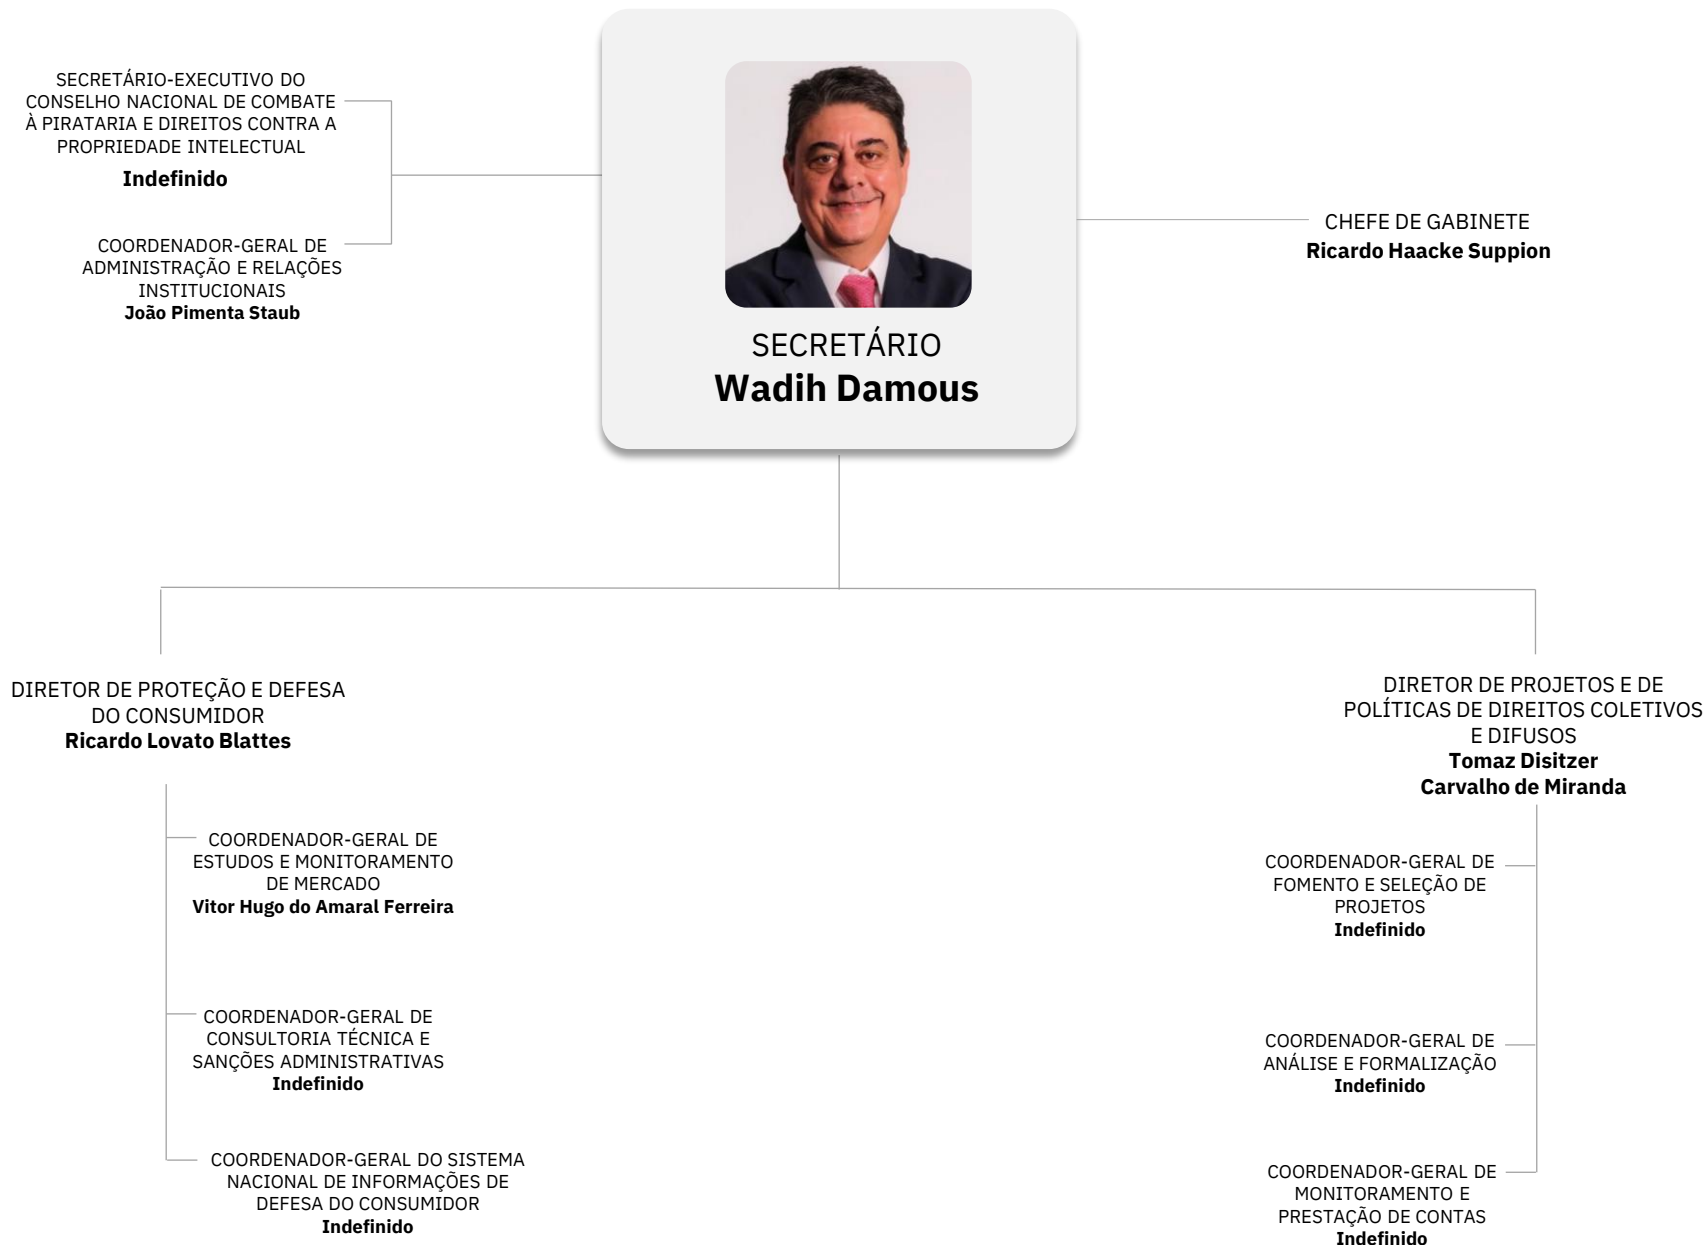 SECRETÁRIO-EXECUTIVO DO
CONSELHO NACIONAL DE COMBATE
À PIRATARIA E DIREITOS CONTRA A
PROPRIEDADE INTELECTUAL
Indefinido
COORDENADOR-GERAL DE
ADMINISTRAÇÃO E RELAÇÕES
INSTITUCIONAIS
João Pimenta Staub
SECRETÁRIO
Wadih Damous
CHEFE DE GABINETE
Ricardo Haacke Suppion
DIRETOR DE PROTEÇÃO E DEFESA
DO CONSUMIDOR
Ricardo Lovato Blattes
COORDENADOR-GERAL DE
ESTUDOS E MONITORAMENTO
DE MERCADO
Vitor Hugo do Amaral Ferreira
COORDENADOR-GERAL DE
CONSULTORIA TÉCNICA E
SANÇÕES ADMINISTRATIVAS
Indefinido
COORDENADOR-GERAL DO SISTEMA
NACIONAL DE INFORMAÇÕES DE
DEFESA DO CONSUMIDOR
Indefinido
DIRETOR DE PROJETOS E DE
POLÍTICAS DE DIREITOS COLETIVOS
E DIFUSOS
Tomaz Disitzer
Carvalho de Miranda
COORDENADOR-GERAL DE
FOMENTO E SELEÇÃO DE
PROJETOS
Indefinido
COORDENADOR-GERAL DE
ANÁLISE E FORMALIZAÇÃO
Indefinido
COORDENADOR-GERAL DE
MONITORAMENTO E
PRESTAÇÃO DE CONTAS
Indefinido